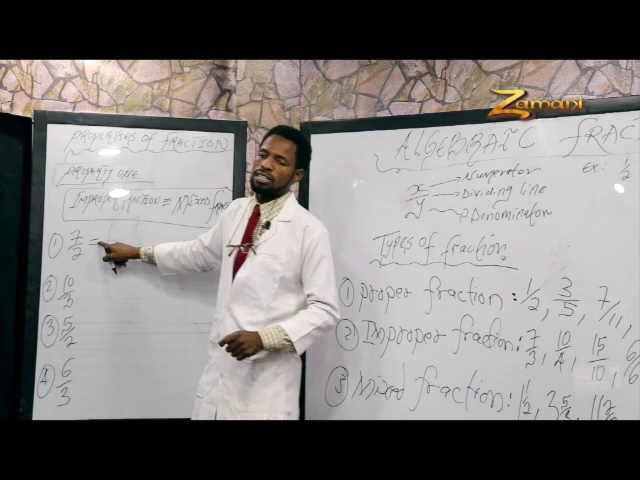 Zamani
PROPERTIES OF FRACTION
PROPERTY ONE
IMPROPER FRACTION = MIXED
① 7/2 =
② 10/3
③ 5/2
④ 6/3
ALGEBRAIC FRAC
EX: 1/2
x → Numerator
→ Dividing line
y → Denominator
Types of fraction
① Proper fraction: 1/2, 3/5, 7/11,
② Improper fraction: 7/3, 10/4, 15/10, 6/6
③ Mixed fraction: 1 1/2, 3